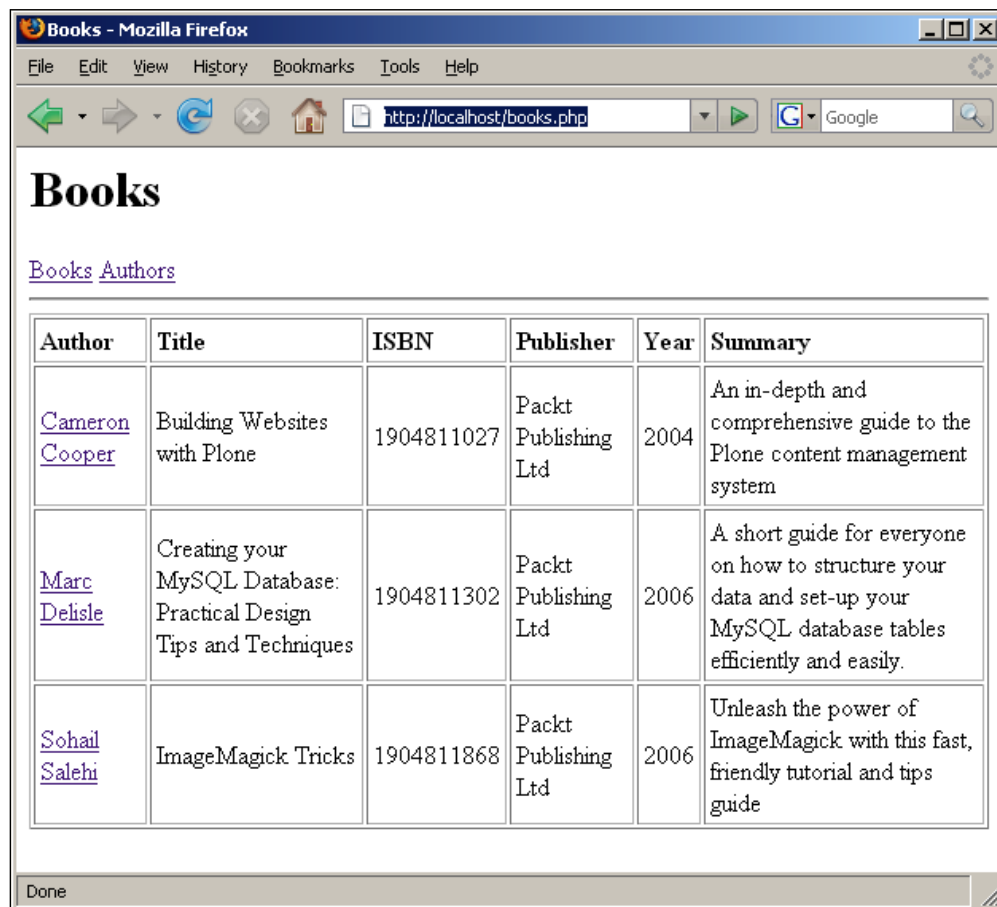 Books - Mozilla Firefox
File Edit View History Bookmarks Tools Help
http://localhost/books.php G Google
Books
Books Authors
Author Title ISBN Publisher Year Summary
Cameron
Cooper
Building Websites
with Plone
1904811027
Packt
Publishing
Ltd
2004
An in-depth and
comprehensive guide to the
Plone content management
system
Marc
Delisle
Creating your
MySQL Database:
Practical Design
Tips and Techniques
1904811302
Packt
Publishing
Ltd
2006
A short guide for everyone
on how to structure your
data and set-up your
MySQL database tables
efficiently and easily.
Sohail
Salehi
ImageMagick Tricks
1904811868
Packt
Publishing
Ltd
2006
Unleash the power of
ImageMagick with this fast,
friendly tutorial and tips
guide
Done